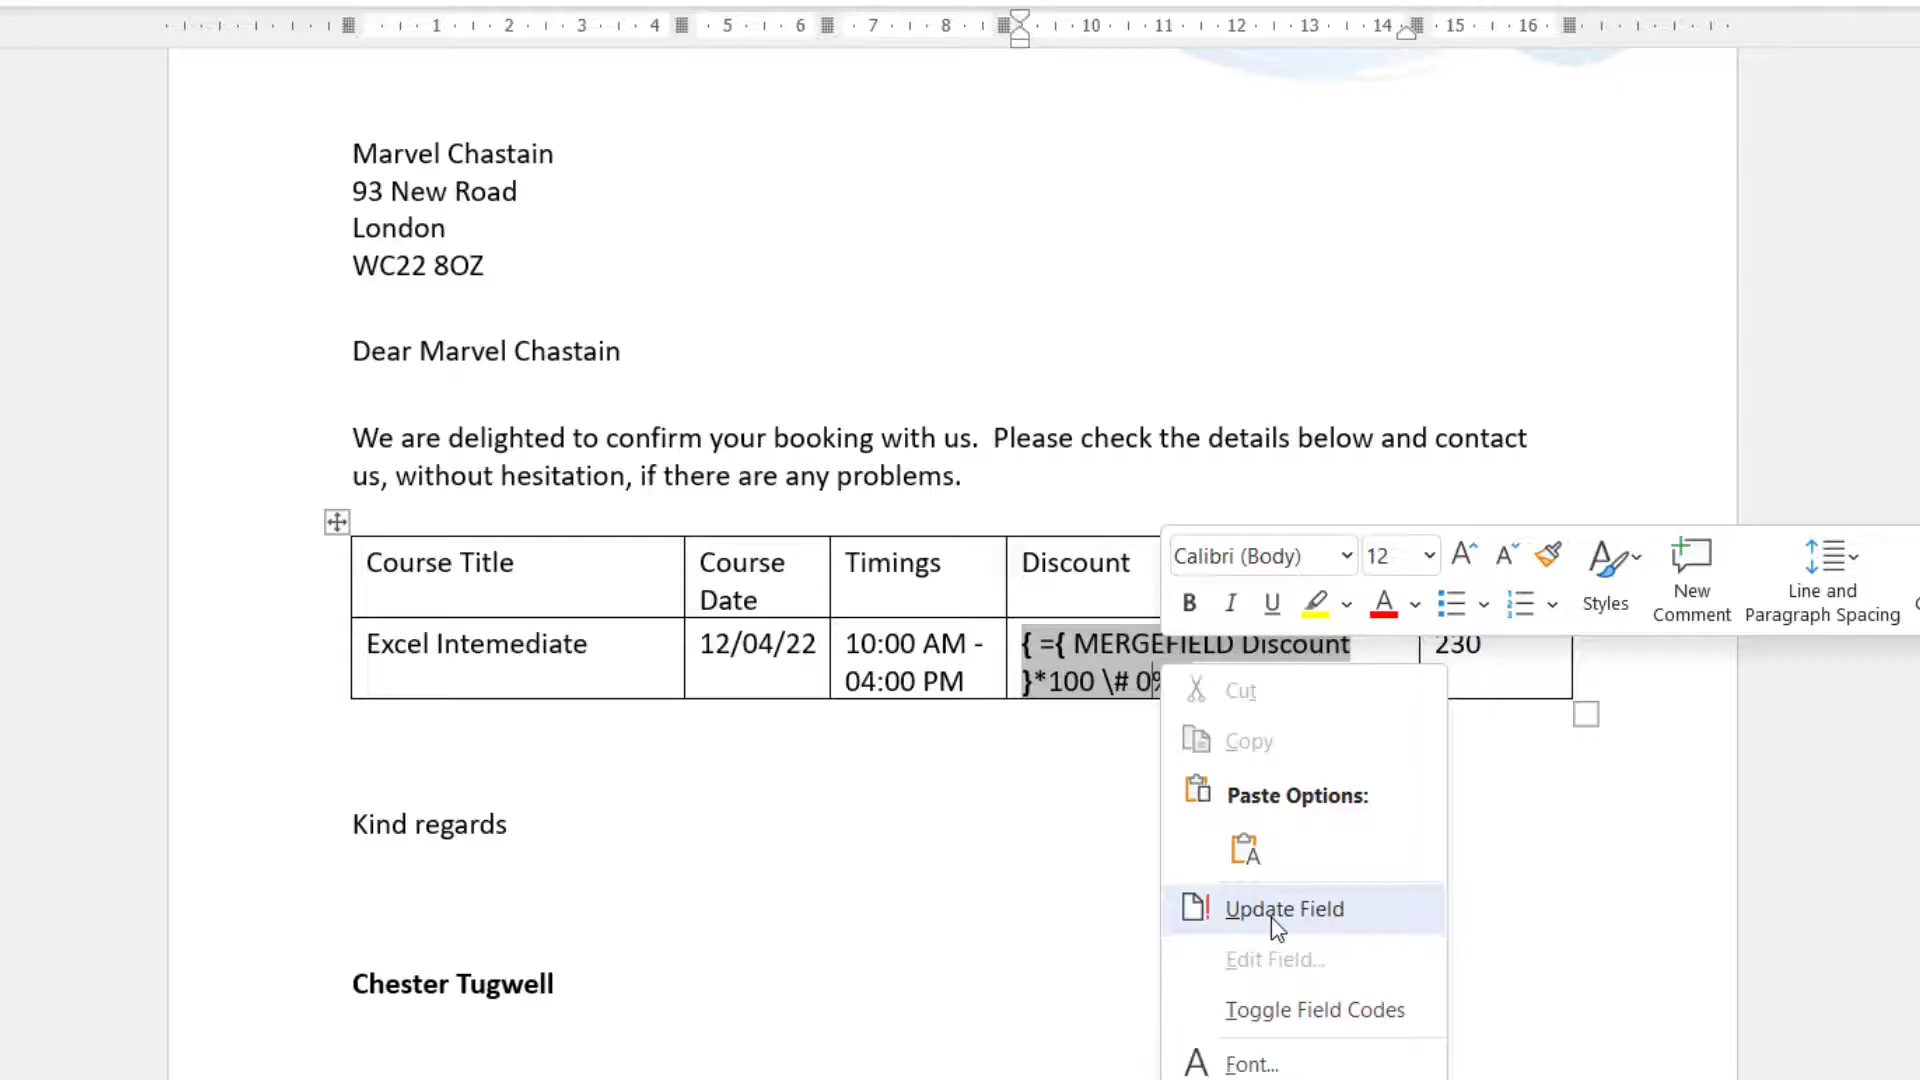 1 2 3 4 5 6 7 8 10 11 12 13 14 15 16
Marvel Chastain
93 New Road
London
WC22 8OZ
Dear Marvel Chastain
We are delighted to confirm your booking with us.  Please check the details below and contact
us, without hesitation, if there are any problems.
Course Title
Course
Date
Timings
Discount
Excel Intemediate
12/04/22
10:00 AM -
04:00 PM
{ ={ MERGEFIELD Discount
}*100 \# 0%
230
Calibri (Body)
12
B I U
Styles
New
Comment
Line and
Paragraph Spacing
Cut
Copy
Paste Options:
Update Field
Edit Field...
Toggle Field Codes
Font...
Kind regards
Chester Tugwell